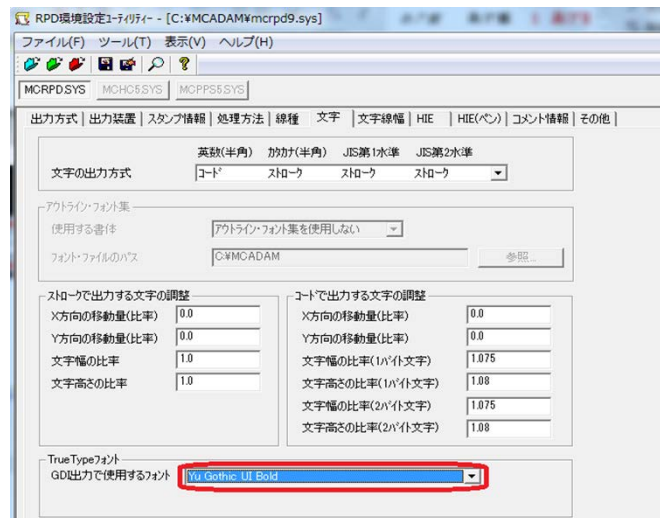 RPD環境設定ユーティリティー - [C:¥MCADAM¥mcrpd9.sys]
ファイル(F) ツール(T) 表示(V) ヘルプ(H)
MCRPD.SYS MCHC5.SYS MCPPS5.SYS
出力方式 出力装置 スタンプ情報 処理方法 線種 文字 文字線幅 HIE HIE(ペン) コメント情報 その他
英数(半角) カタカナ(半角) JIS第1水準 JIS第2水準
文字の出力方式 コード ストローク ストローク ストローク
アウトライン・フォント集
使用する書体 アウトライン・フォント集を使用しない
フォント・ファイルのパス C:¥MCADAM 参照...
ストロークで出力する文字の調整
X方向の移動量(比率) 0.0
Y方向の移動量(比率) 0.0
文字幅の比率 1.0
文字高さの比率 1.0
コードで出力する文字の調整
X方向の移動量(比率) 0.0
Y方向の移動量(比率) 0.0
文字幅の比率(1バイト文字) 1.075
文字高さの比率(1バイト文字) 1.08
文字幅の比率(2バイト文字) 1.075
文字高さの比率(2バイト文字) 1.08
TrueTypeフォント
GDI出力で使用するフォント Yu Gothic UI Bold